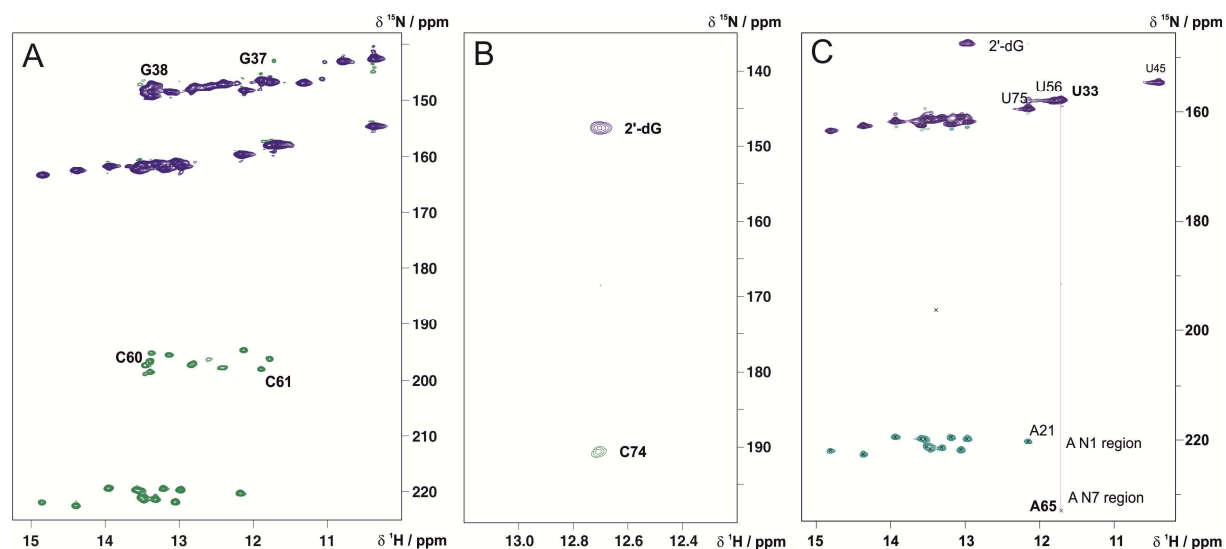 δ ¹⁵N / ppm
A
G38
G37
150
160
170
180
190
C60
200
C61
210
220
15
14
13
12
11
δ ¹H / ppm
δ ¹⁵N / ppm
B
140
2'-dG
150
160
170
180
C74
190
13.0
12.8
12.6
12.4
δ ¹H / ppm
δ ¹⁵N / ppm
C
2'-dG
U45
U75
U56
U33
160
180
200
A21
A N1 region
220
A65
A N7 region
15
14
13
12
11
δ ¹H / ppm